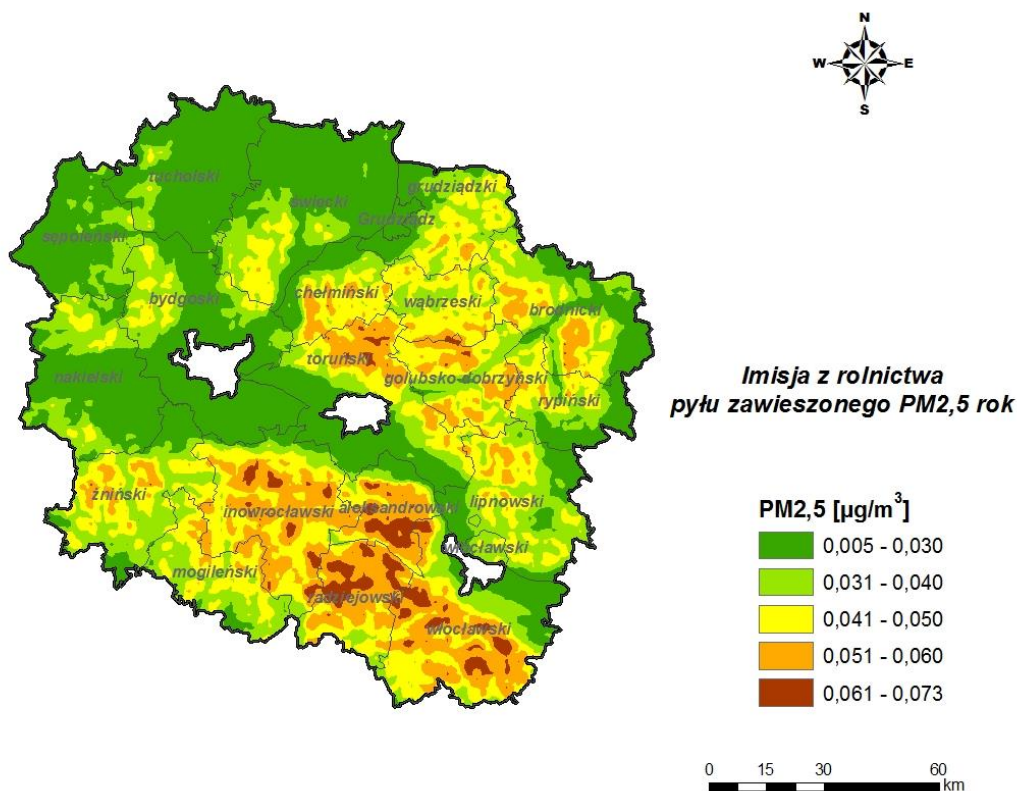 N
W E
S
tucholski
grudziądzki
świecki
Grudziądz
sępoleński
bydgoski
chełmiński
wąbrzeski
brodnicki
toruński
nakielski
golubsko-dobrzyński
rypiński
Imisja z rolnictwa
pyłu zawieszonego PM2,5 rok
żniński
inowrocławski
aleksandrowski
lipnowski
włocławski
mogileński
radziejowski
włocławski
PM2,5 [µg/m³]
0,005 - 0,030
0,031 - 0,040
0,041 - 0,050
0,051 - 0,060
0,061 - 0,073
0 15 30 60
km